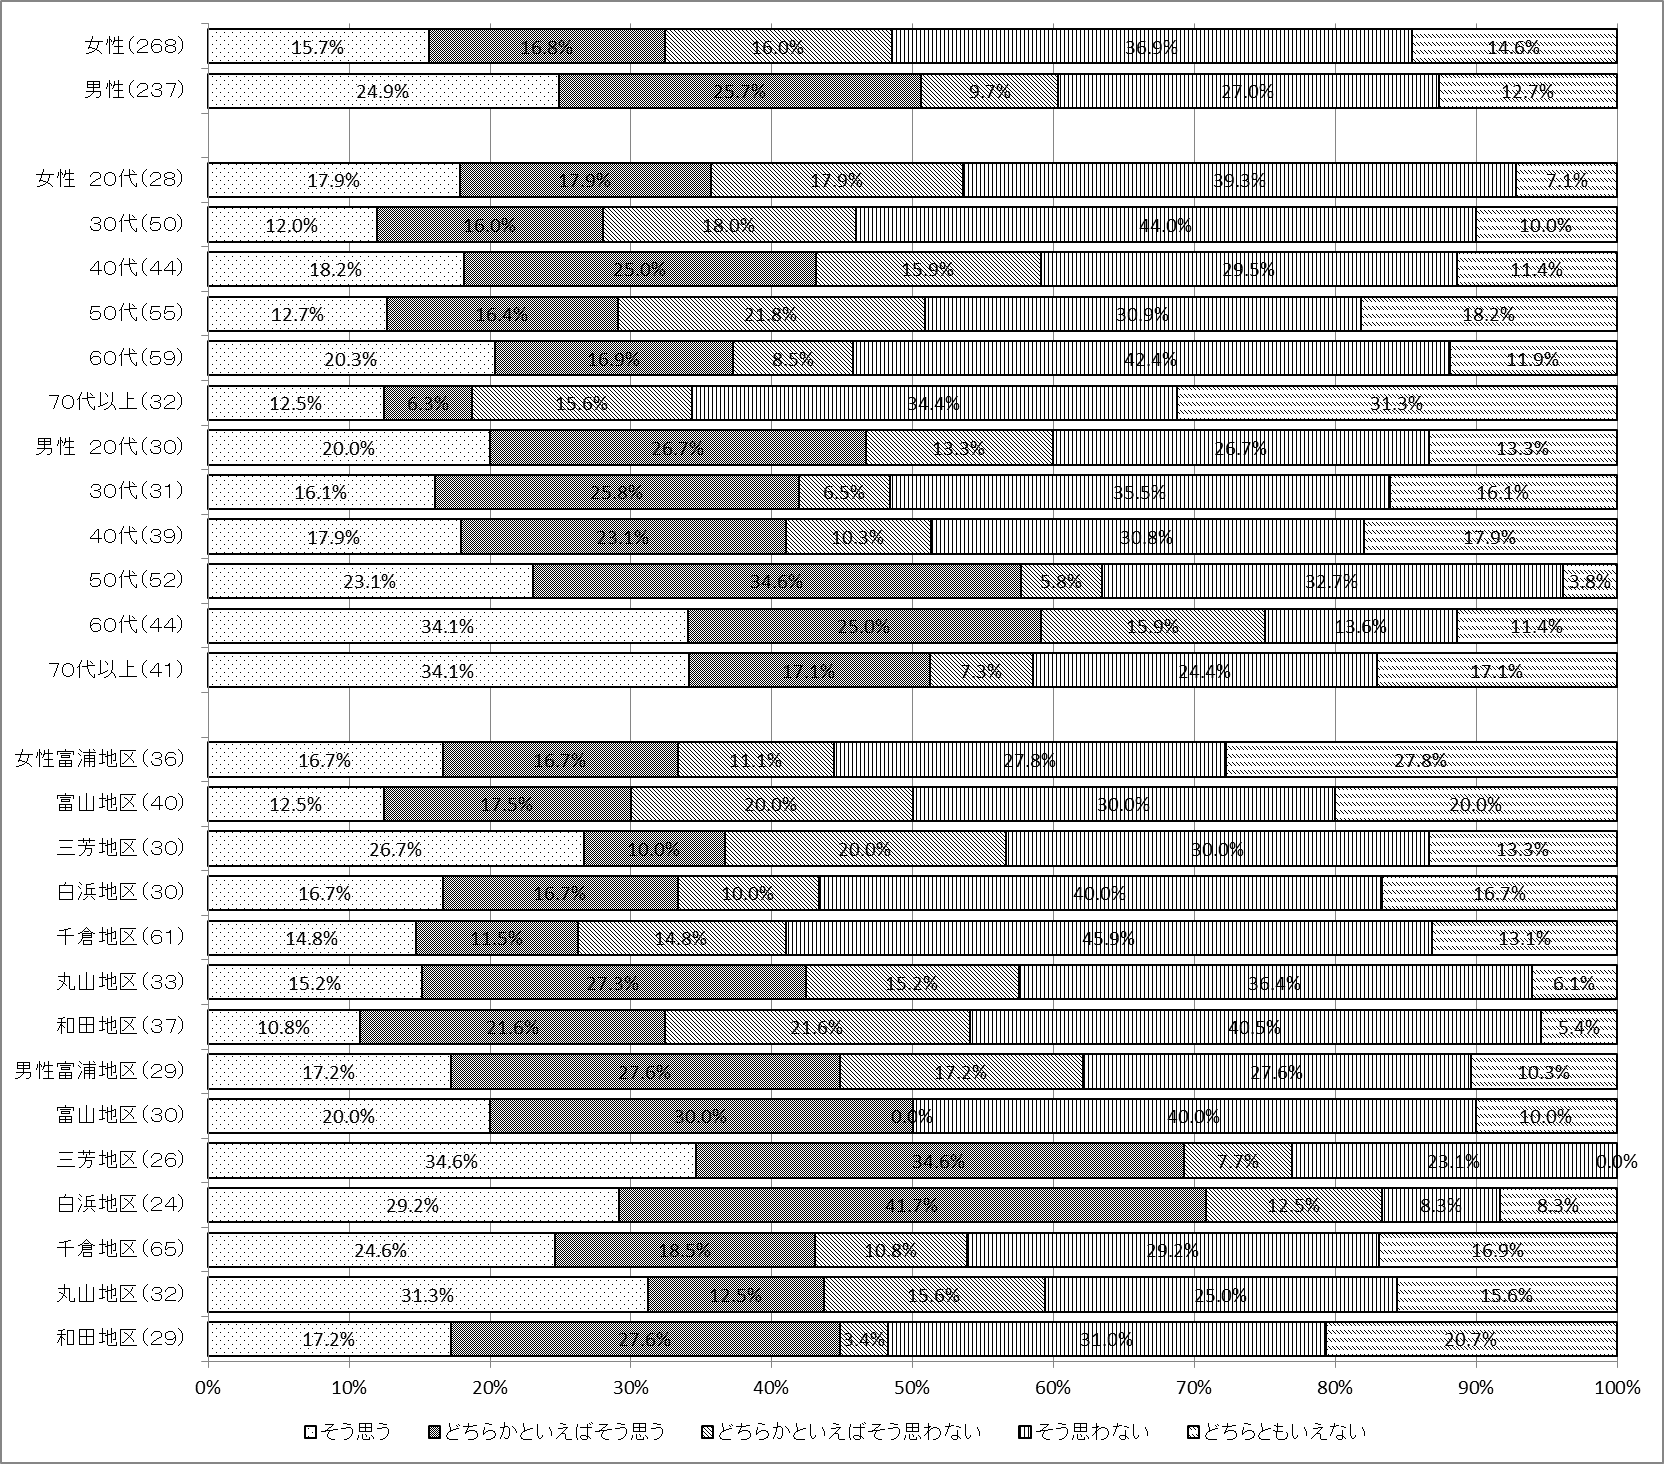 女性(268) 15.7% 16.8% 16.0% 36.9% 14.6%
男性(237) 24.9% 25.7% 9.7% 27.0% 12.7%
女性 20代(28) 17.9% 17.9% 17.9% 39.3% 7.1%
30代(50) 12.0% 16.0% 18.0% 44.0% 10.0%
40代(44) 18.2% 25.0% 15.9% 29.5% 11.4%
50代(55) 12.7% 16.4% 21.8% 30.9% 18.2%
60代(59) 20.3% 16.9% 8.5% 42.4% 11.9%
70代以上(32) 12.5% 6.3% 15.6% 34.4% 31.3%
男性 20代(30) 20.0% 26.7% 13.3% 26.7% 13.3%
30代(31) 16.1% 25.8% 6.5% 35.5% 16.1%
40代(39) 17.9% 23.1% 10.3% 30.8% 17.9%
50代(52) 23.1% 34.6% 5.8% 32.7% 3.8%
60代(44) 34.1% 25.0% 15.9% 13.6% 11.4%
70代以上(41) 34.1% 17.1% 7.3% 24.4% 17.1%
女性富浦地区(36) 16.7% 16.7% 11.1% 27.8% 27.8%
富山地区(40) 12.5% 17.5% 20.0% 30.0% 20.0%
三芳地区(30) 26.7% 10.0% 20.0% 30.0% 13.3%
白浜地区(30) 16.7% 16.7% 10.0% 40.0% 16.7%
千倉地区(61) 14.8% 11.5% 14.8% 45.9% 13.1%
丸山地区(33) 15.2% 27.3% 15.2% 36.4% 6.1%
和田地区(37) 10.8% 21.6% 21.6% 40.5% 5.4%
男性富浦地区(29) 17.2% 27.6% 17.2% 27.6% 10.3%
富山地区(30) 20.0% 30.0% 0.0% 40.0% 10.0%
三芳地区(26) 34.6% 34.6% 7.7% 23.1% 0.0%
白浜地区(24) 29.2% 41.7% 12.5% 8.3% 8.3%
千倉地区(65) 24.6% 18.5% 10.8% 29.2% 16.9%
丸山地区(32) 31.3% 12.5% 15.6% 25.0% 15.6%
和田地区(29) 17.2% 27.6% 3.4% 31.0% 20.7%
0% 10% 20% 30% 40% 50% 60% 70% 80% 90% 100%
そう思う どちらかといえばそう思う どちらかといえばそう思わない そう思わない どちらともいえない